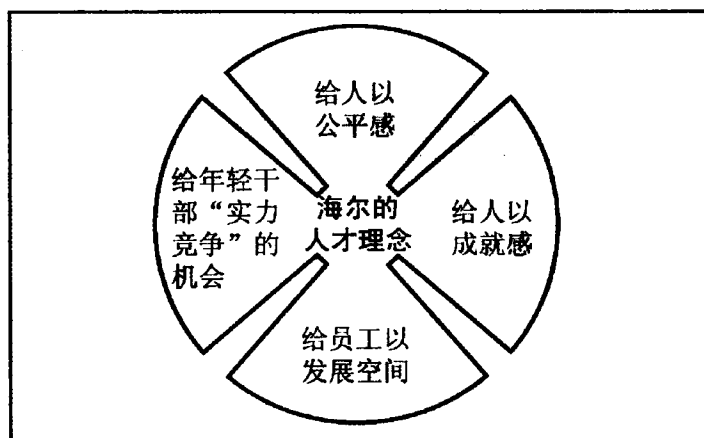 给人以
公平感
给年轻干
部“实力
竞争”的
机会
海尔的
人才理念
给人以
成就感
给员工以
发展空间